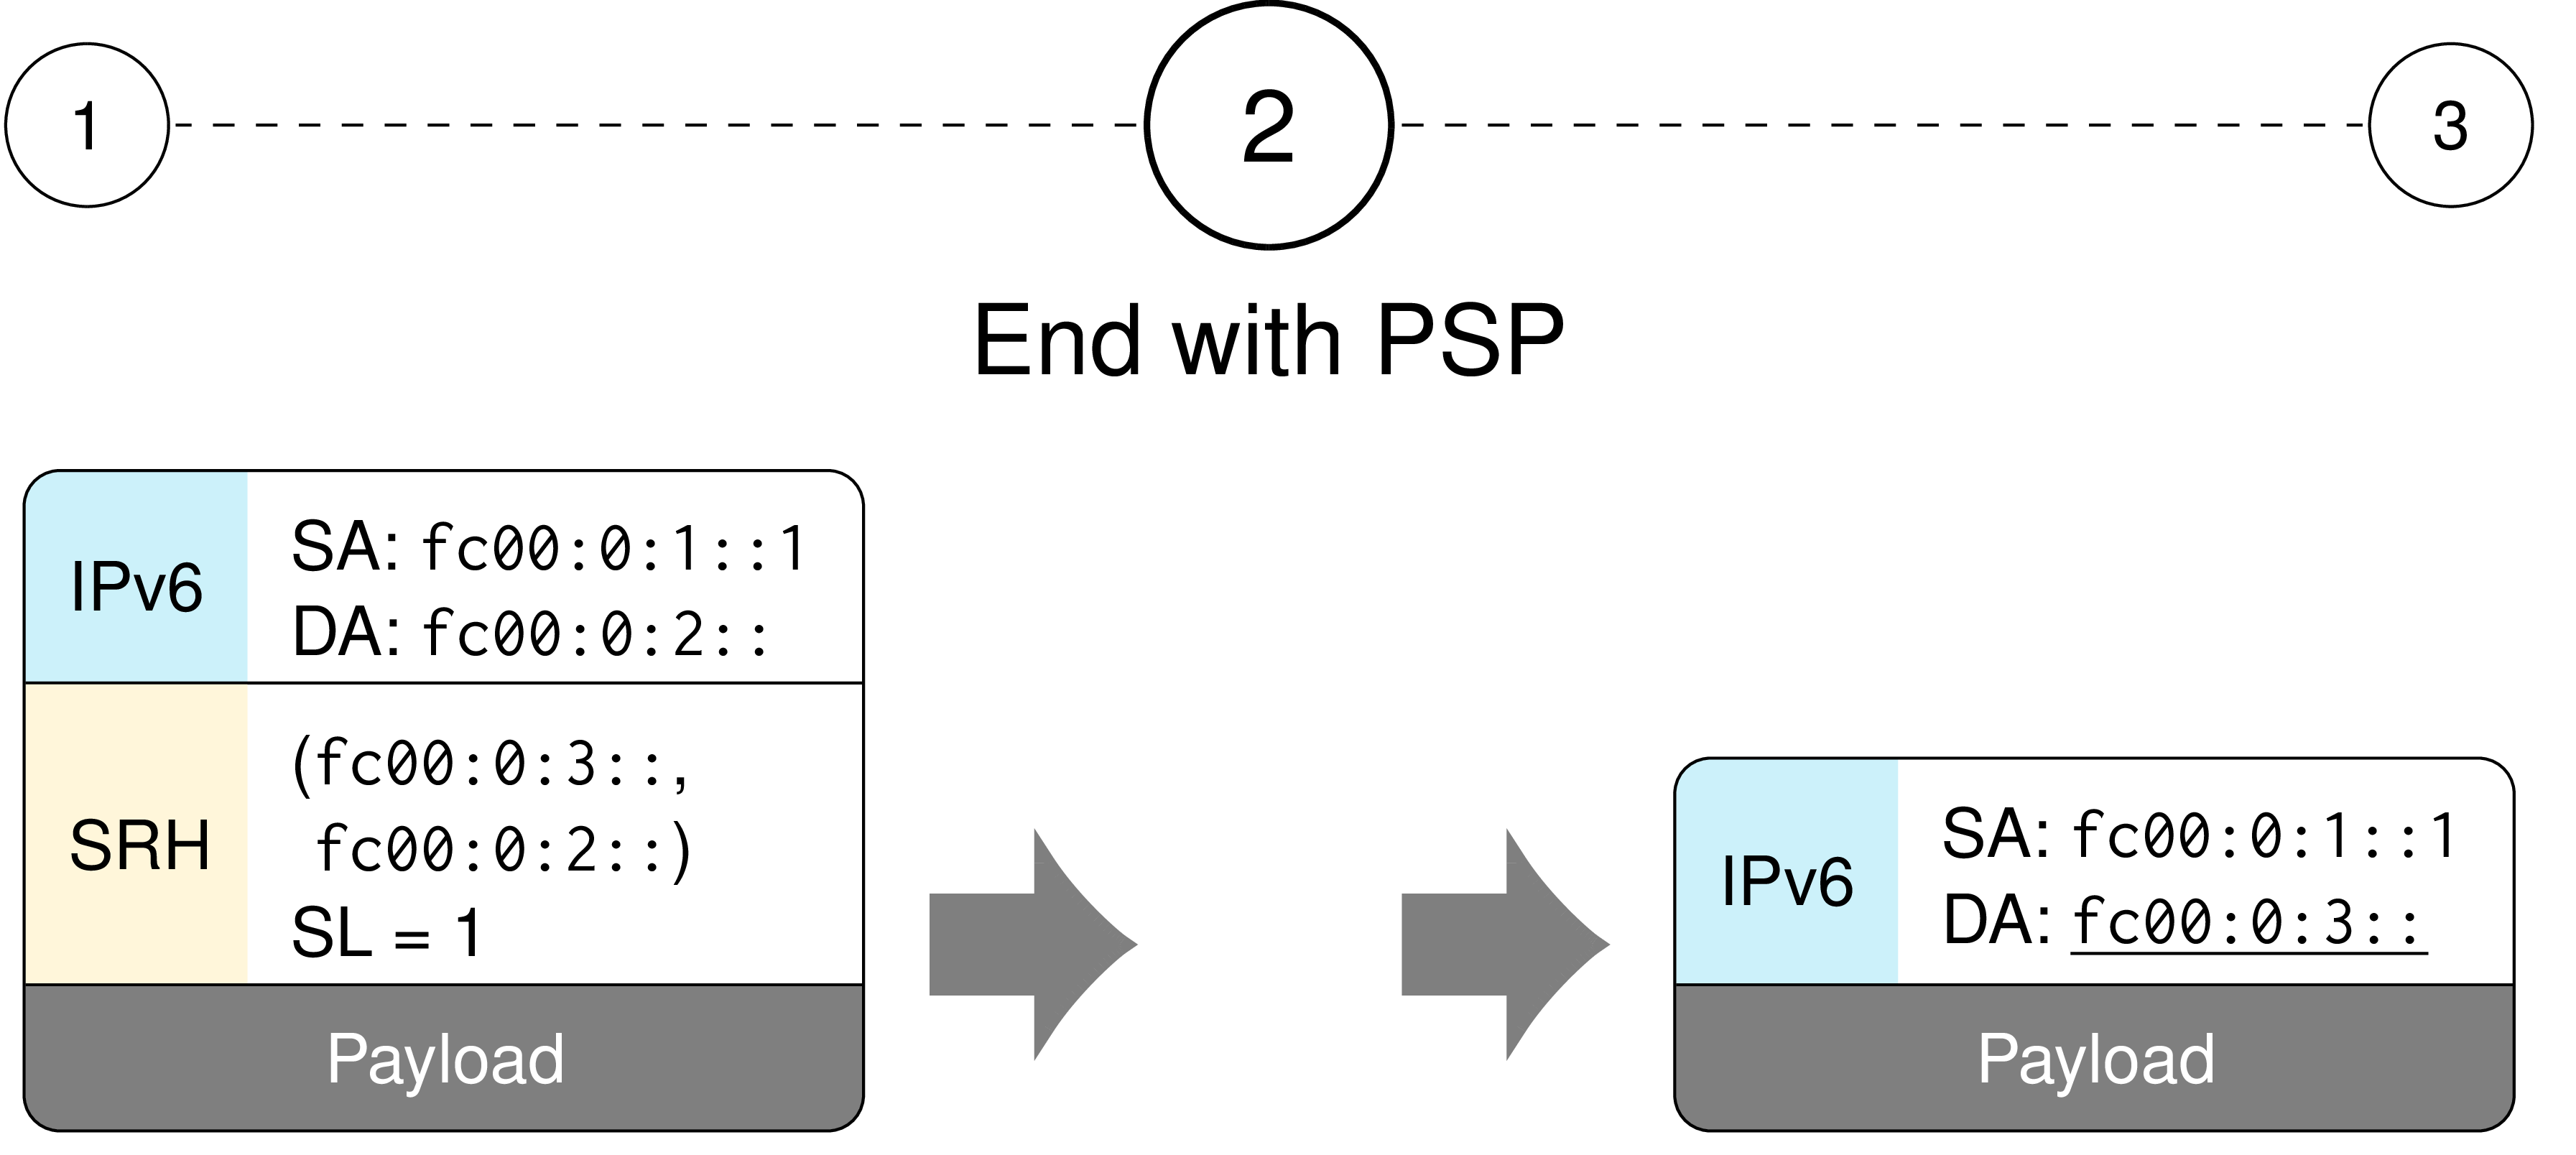 1
2
3
End with PSP
IPv6
SA: fc00:0:1::1
DA: fc00:0:2::
SRH
(fc00:0:3::,
fc00:0:2::)
SL = 1
Payload
IPv6
SA: fc00:0:1::1
DA: fc00:0:3::
Payload